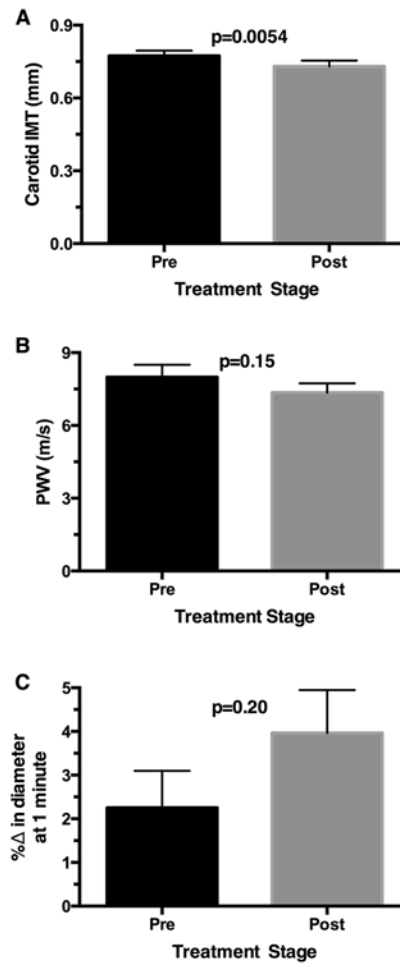 A
p=0.0054
Carotid IMT (mm)
0.9
0.6
0.3
0.0
Pre
Post
Treatment Stage
B
p=0.15
PWV (m/s)
9
6
3
0
Pre
Post
Treatment Stage
C
p=0.20
%Δ in diameter
at 1 minute
5
4
3
2
1
0
Pre
Post
Treatment Stage